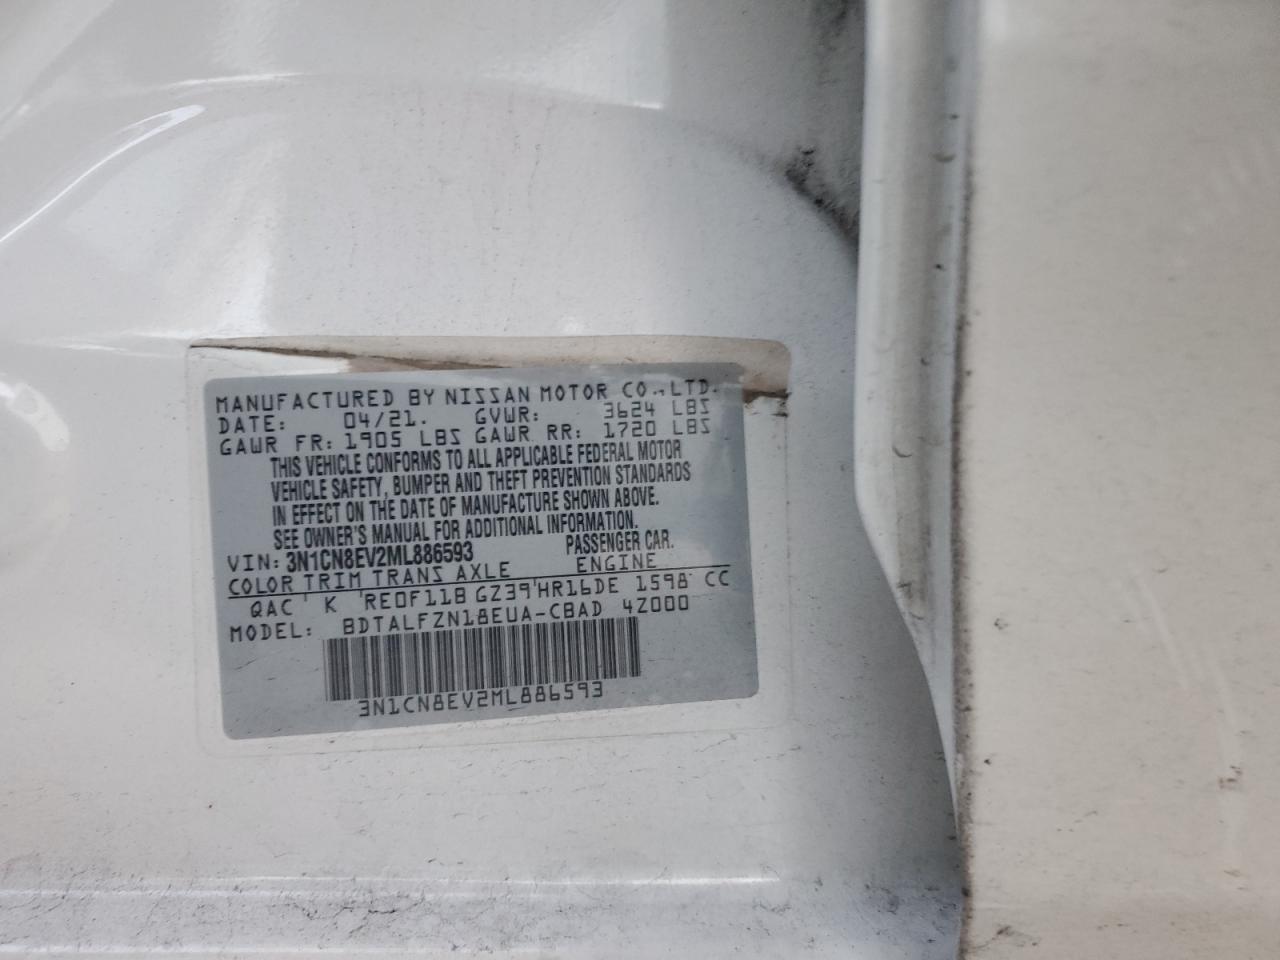 MANUFACTURED BY NISSAN MOTOR CO., LTD.
DATE: 04/21. GVWR: 3624 LBS
GAWR FR: 1905 LBS GAWR RR: 1720 LBS
THIS VEHICLE CONFORMS TO ALL APPLICABLE FEDERAL MOTOR
VEHICLE SAFETY, BUMPER AND THEFT PREVENTION STANDARDS
IN EFFECT ON THE DATE OF MANUFACTURE SHOWN ABOVE.
SEE OWNER'S MANUAL FOR ADDITIONAL INFORMATION.
VIN: 3N1CN8EV2ML886593 PASSENGER CAR.
COLOR TRIM TRANS AXLE ENGINE
QAC ' K 'RE0F11B GZ39'HR16DE 1598 CC
MODEL: BDTALFZN18EUA-CBAD 4Z000
3N1CN8EV2ML886593